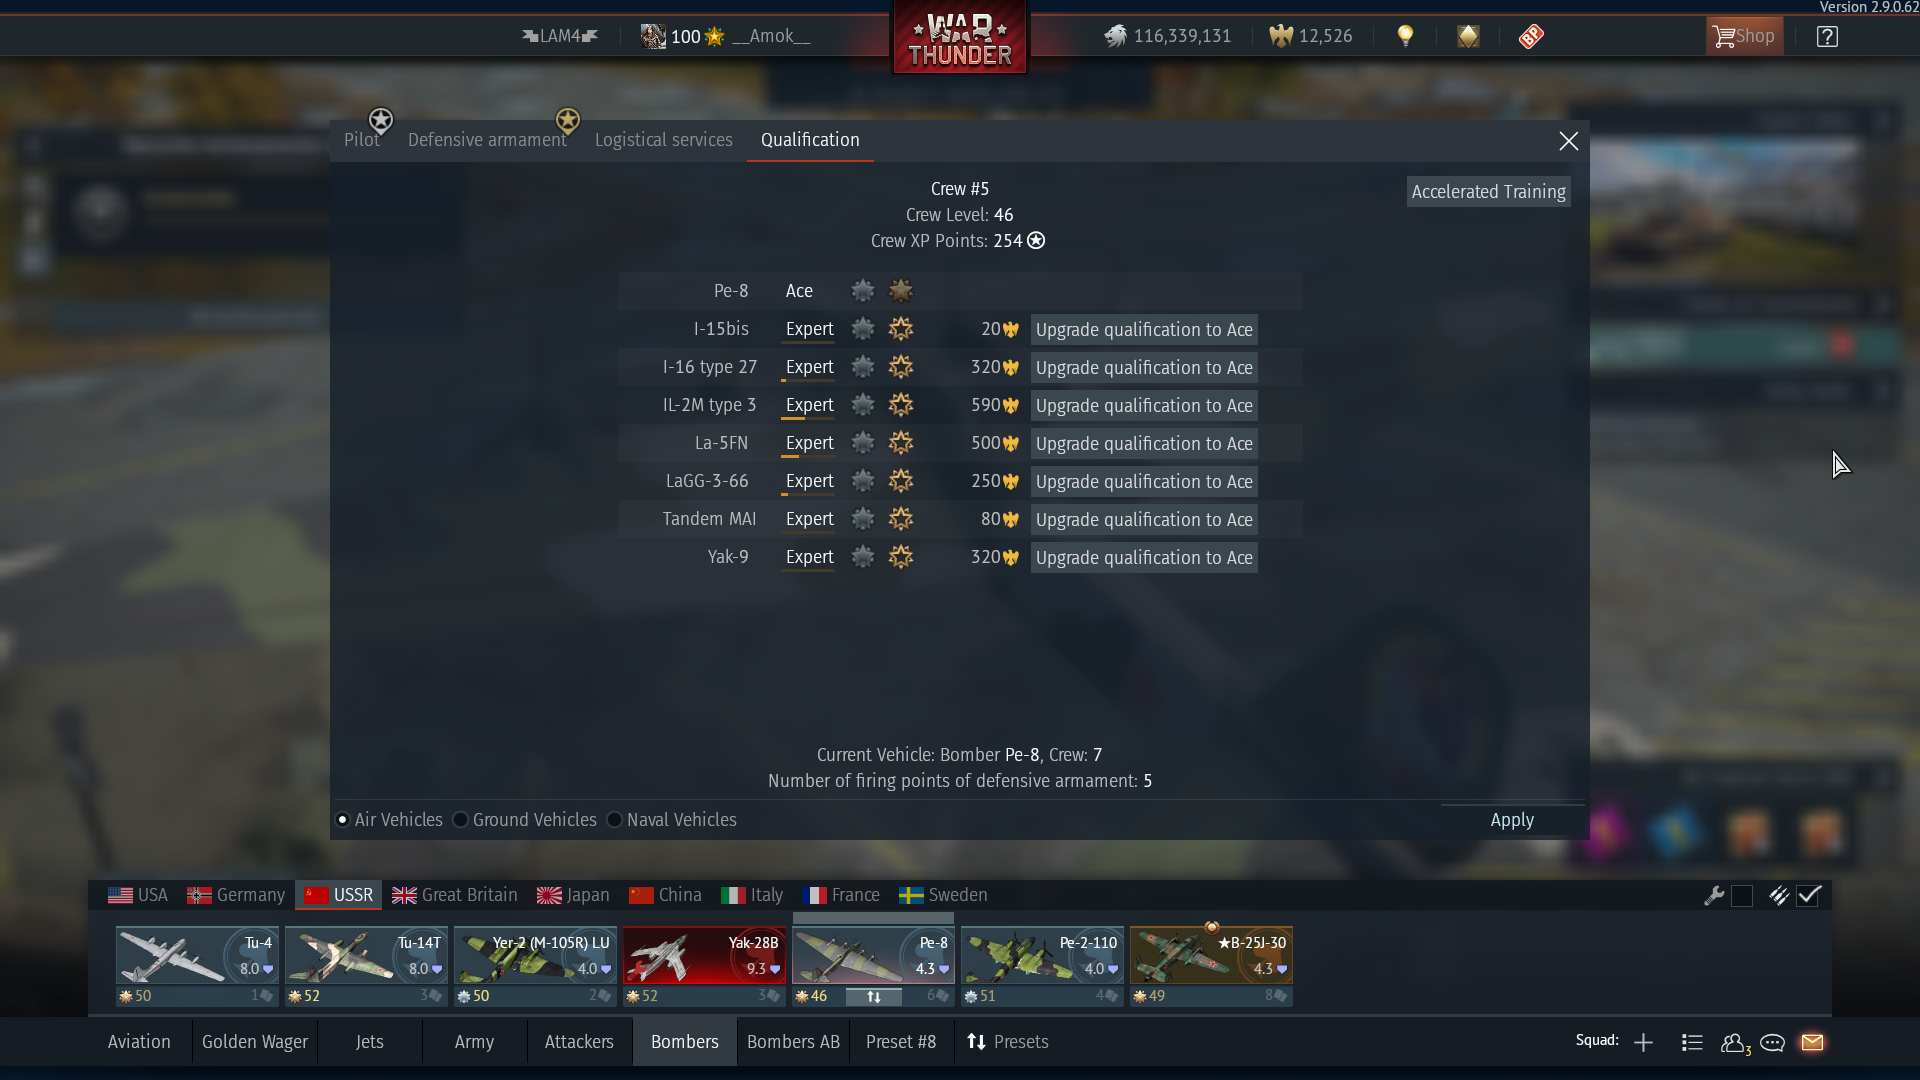 Version 2.9.0.62
LAM4 100 __Amok__ WAR THUNDER 116,339,131 12,526 BP Shop ?
Pilot Defensive armament Logistical services Qualification
Crew #5
Accelerated Training
Crew Level: 46
Crew XP Points: 254
Pe-8 Ace
I-15bis Expert 20 Upgrade qualification to Ace
I-16 type 27 Expert 320 Upgrade qualification to Ace
IL-2M type 3 Expert 590 Upgrade qualification to Ace
La-5FN Expert 500 Upgrade qualification to Ace
LaGG-3-66 Expert 250 Upgrade qualification to Ace
Tandem MAI Expert 80 Upgrade qualification to Ace
Yak-9 Expert 320 Upgrade qualification to Ace
Current Vehicle: Bomber Pe-8, Crew: 7
Number of firing points of defensive armament: 5
Air Vehicles Ground Vehicles Naval Vehicles Apply
USA Germany USSR Great Britain Japan China Italy France Sweden
Tu-4 Tu-14T Yer-2 (M-105R) LU Yak-28B Pe-8 Pe-2-110 ★B-25J-30
8.0 8.0 4.0 9.3 4.3 4.0 4.3
50 1 52 3 50 2 52 3 46 6 51 4 49 8
Aviation Golden Wager Jets Army Attackers Bombers Bombers AB Preset #8 Presets Squad: 3